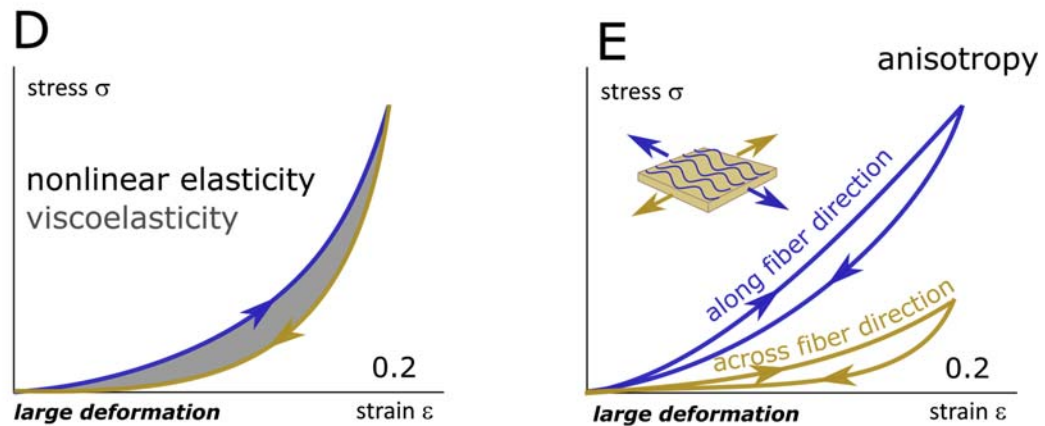 D
stress σ
nonlinear elasticity
viscoelasticity
0.2
large deformation
strain ε
E
anisotropy
stress σ
along fiber direction
across fiber direction
0.2
large deformation
strain ε